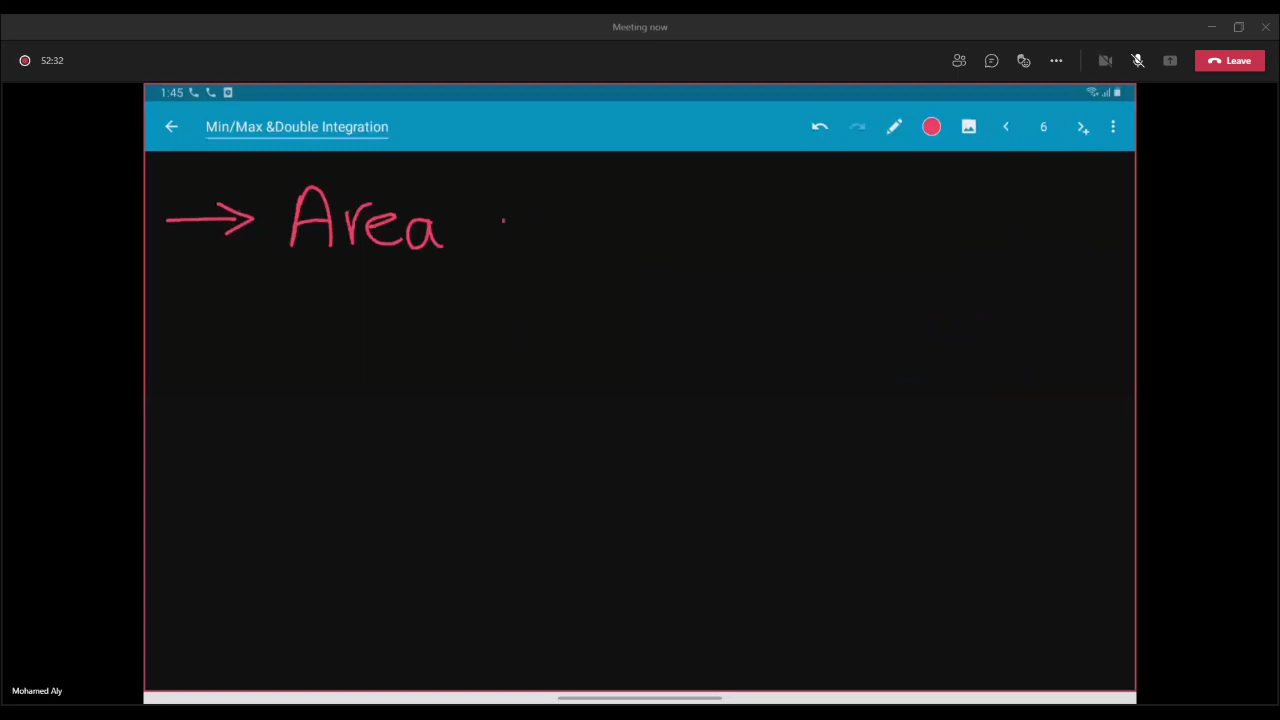 Meeting now
52:32
Leave
1:45
Min/Max &Double Integration
6
→ Area
Mohamed Aly